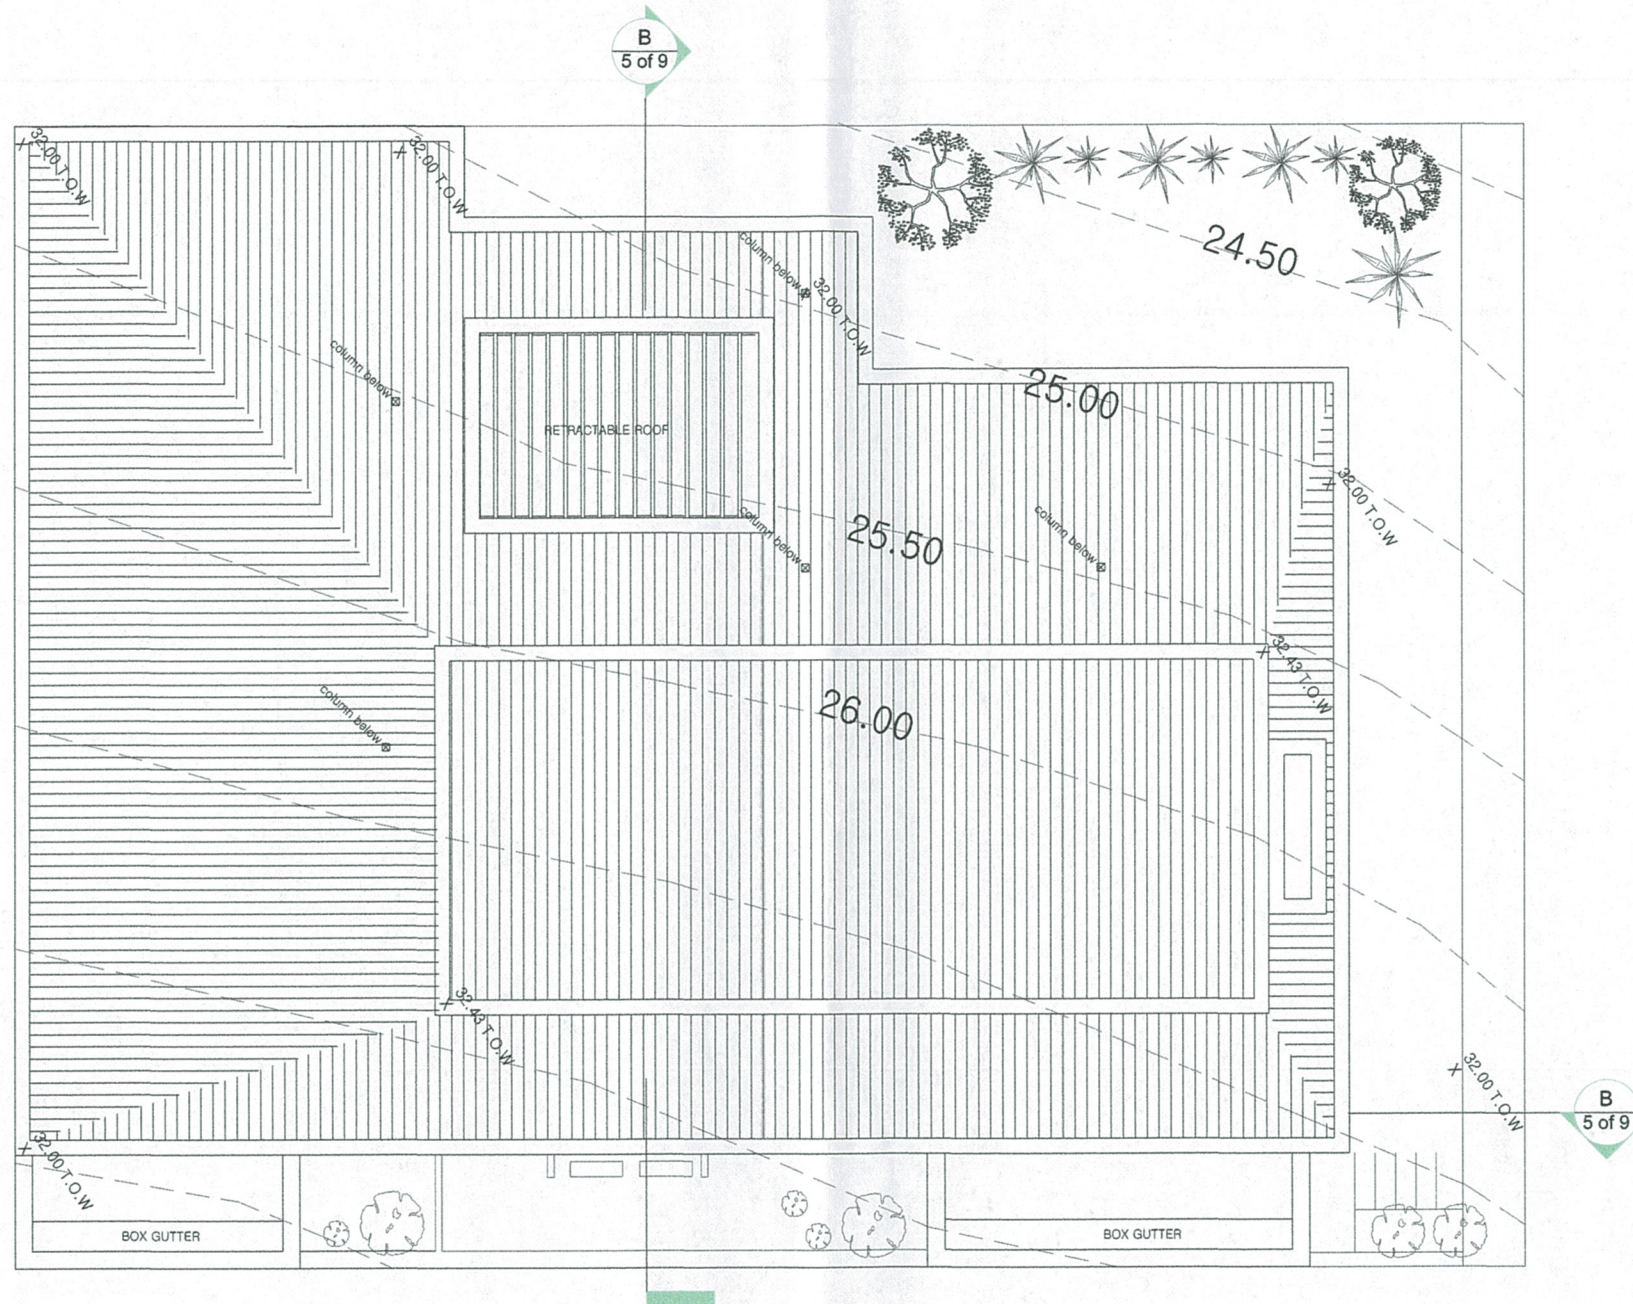 B
5 of 9
32.00 T.O.W
32.00 T.O.W
column below
32.00 T.O.W
24.50
column below
25.00
RETRACTABLE ROOF
32.00 T.O.W
column below
25.50
column below
32.43 T.O.W
column below
26.00
32.43 T.O.W
32.00 T.O.W
B
5 of 9
32.00 T.O.W
BOX GUTTER
BOX GUTTER